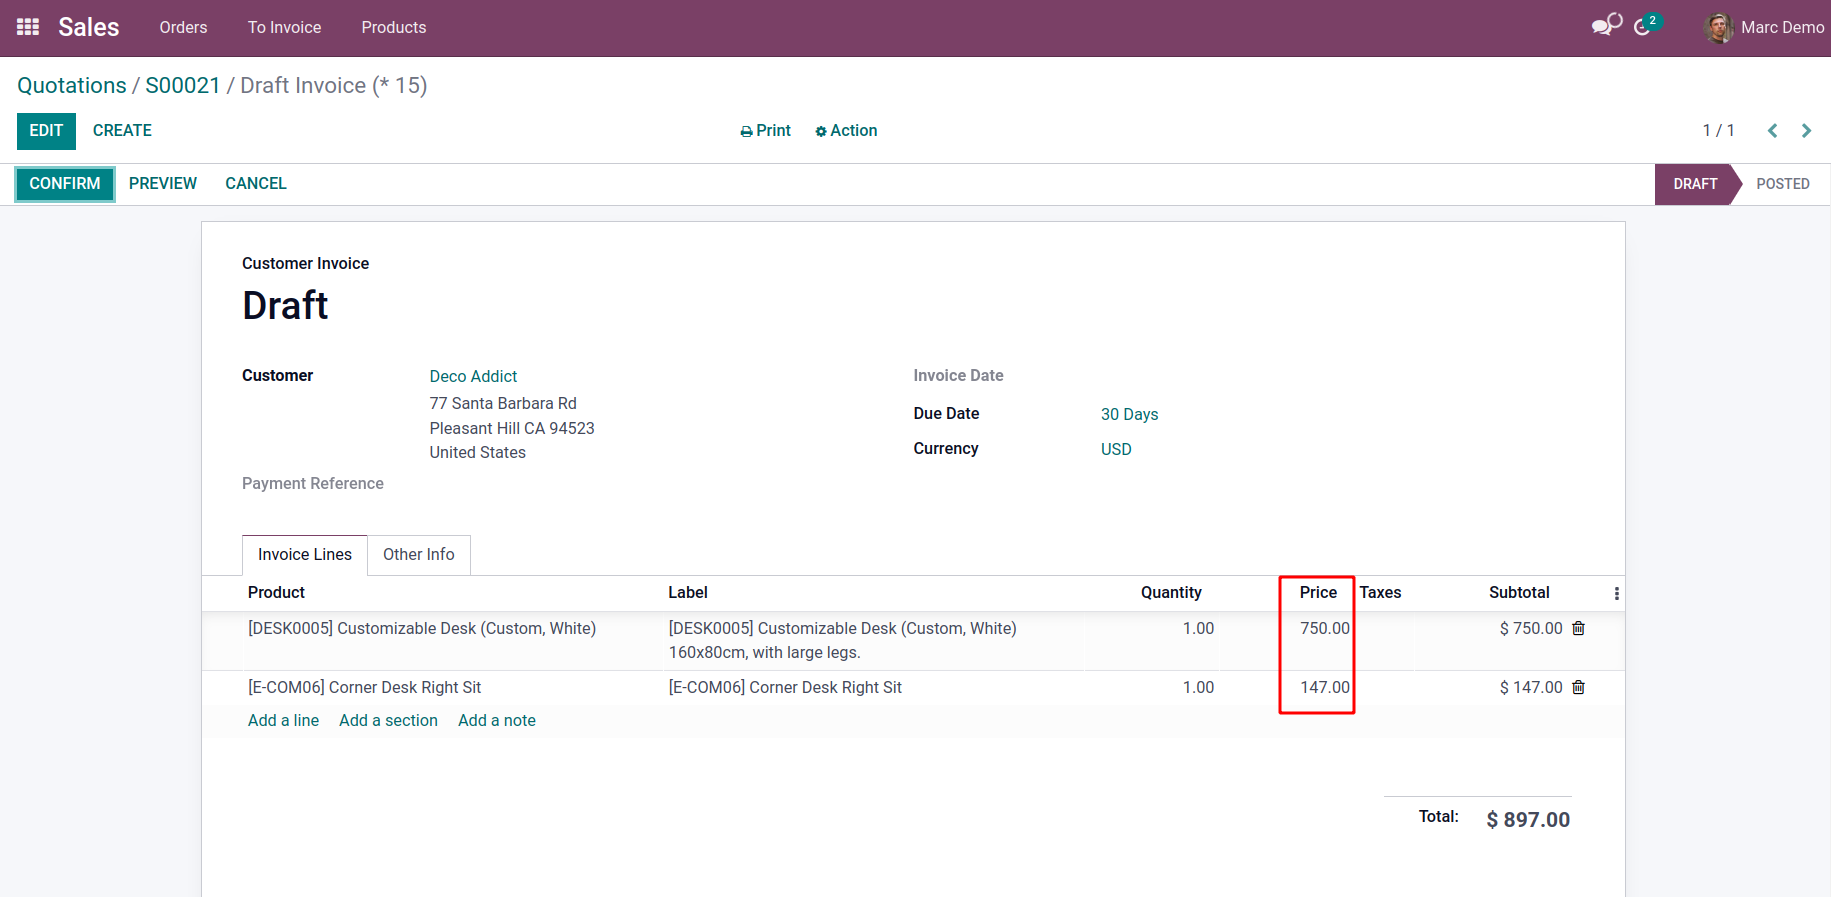 Sales Orders To Invoice Products 2 Marc Demo
Quotations / S00021 / Draft Invoice (* 15)
EDIT CREATE Print Action 1 / 1
CONFIRM PREVIEW CANCEL DRAFT POSTED
Customer Invoice
Draft
Customer Deco Addict Invoice Date
77 Santa Barbara Rd Due Date 30 Days
Pleasant Hill CA 94523
United States Currency USD
Payment Reference
Invoice Lines Other Info
Product Label Quantity Price Taxes Subtotal
[DESK0005] Customizable Desk (Custom, White) [DESK0005] Customizable Desk (Custom, White) 1.00 750.00 $ 750.00
160x80cm, with large legs.
[E-COM06] Corner Desk Right Sit [E-COM06] Corner Desk Right Sit 1.00 147.00 $ 147.00
Add a line Add a section Add a note
Total: $ 897.00